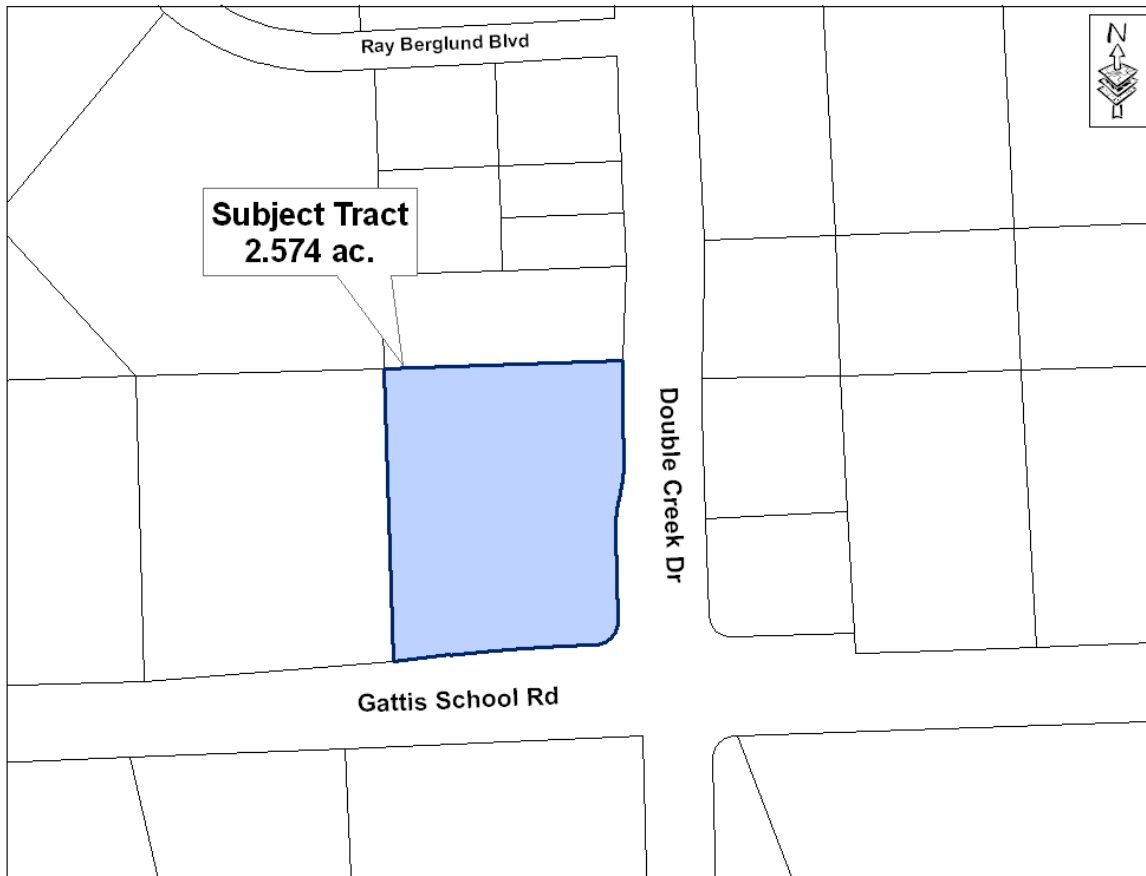 Ray Berglund Blvd
N
Subject Tract
2.574 ac.
Double Creek Dr
Gattis School Rd